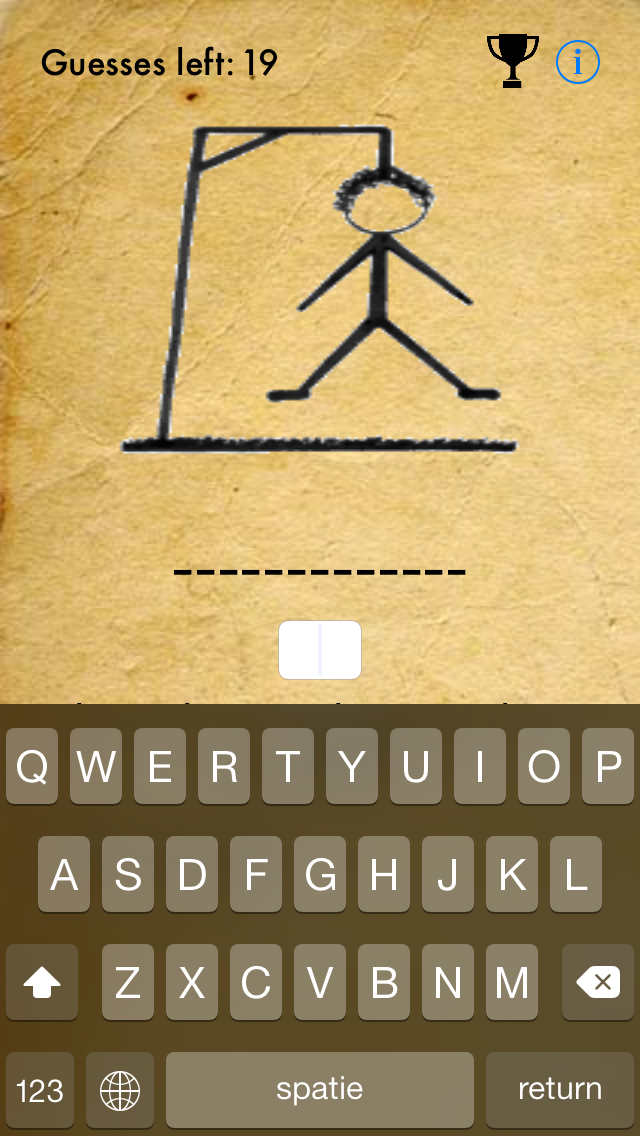 Guesses left: 19
i
-------------
Q W E R T Y U I O P
A S D F G H J K L
Z X C V B N M
123 spatie return